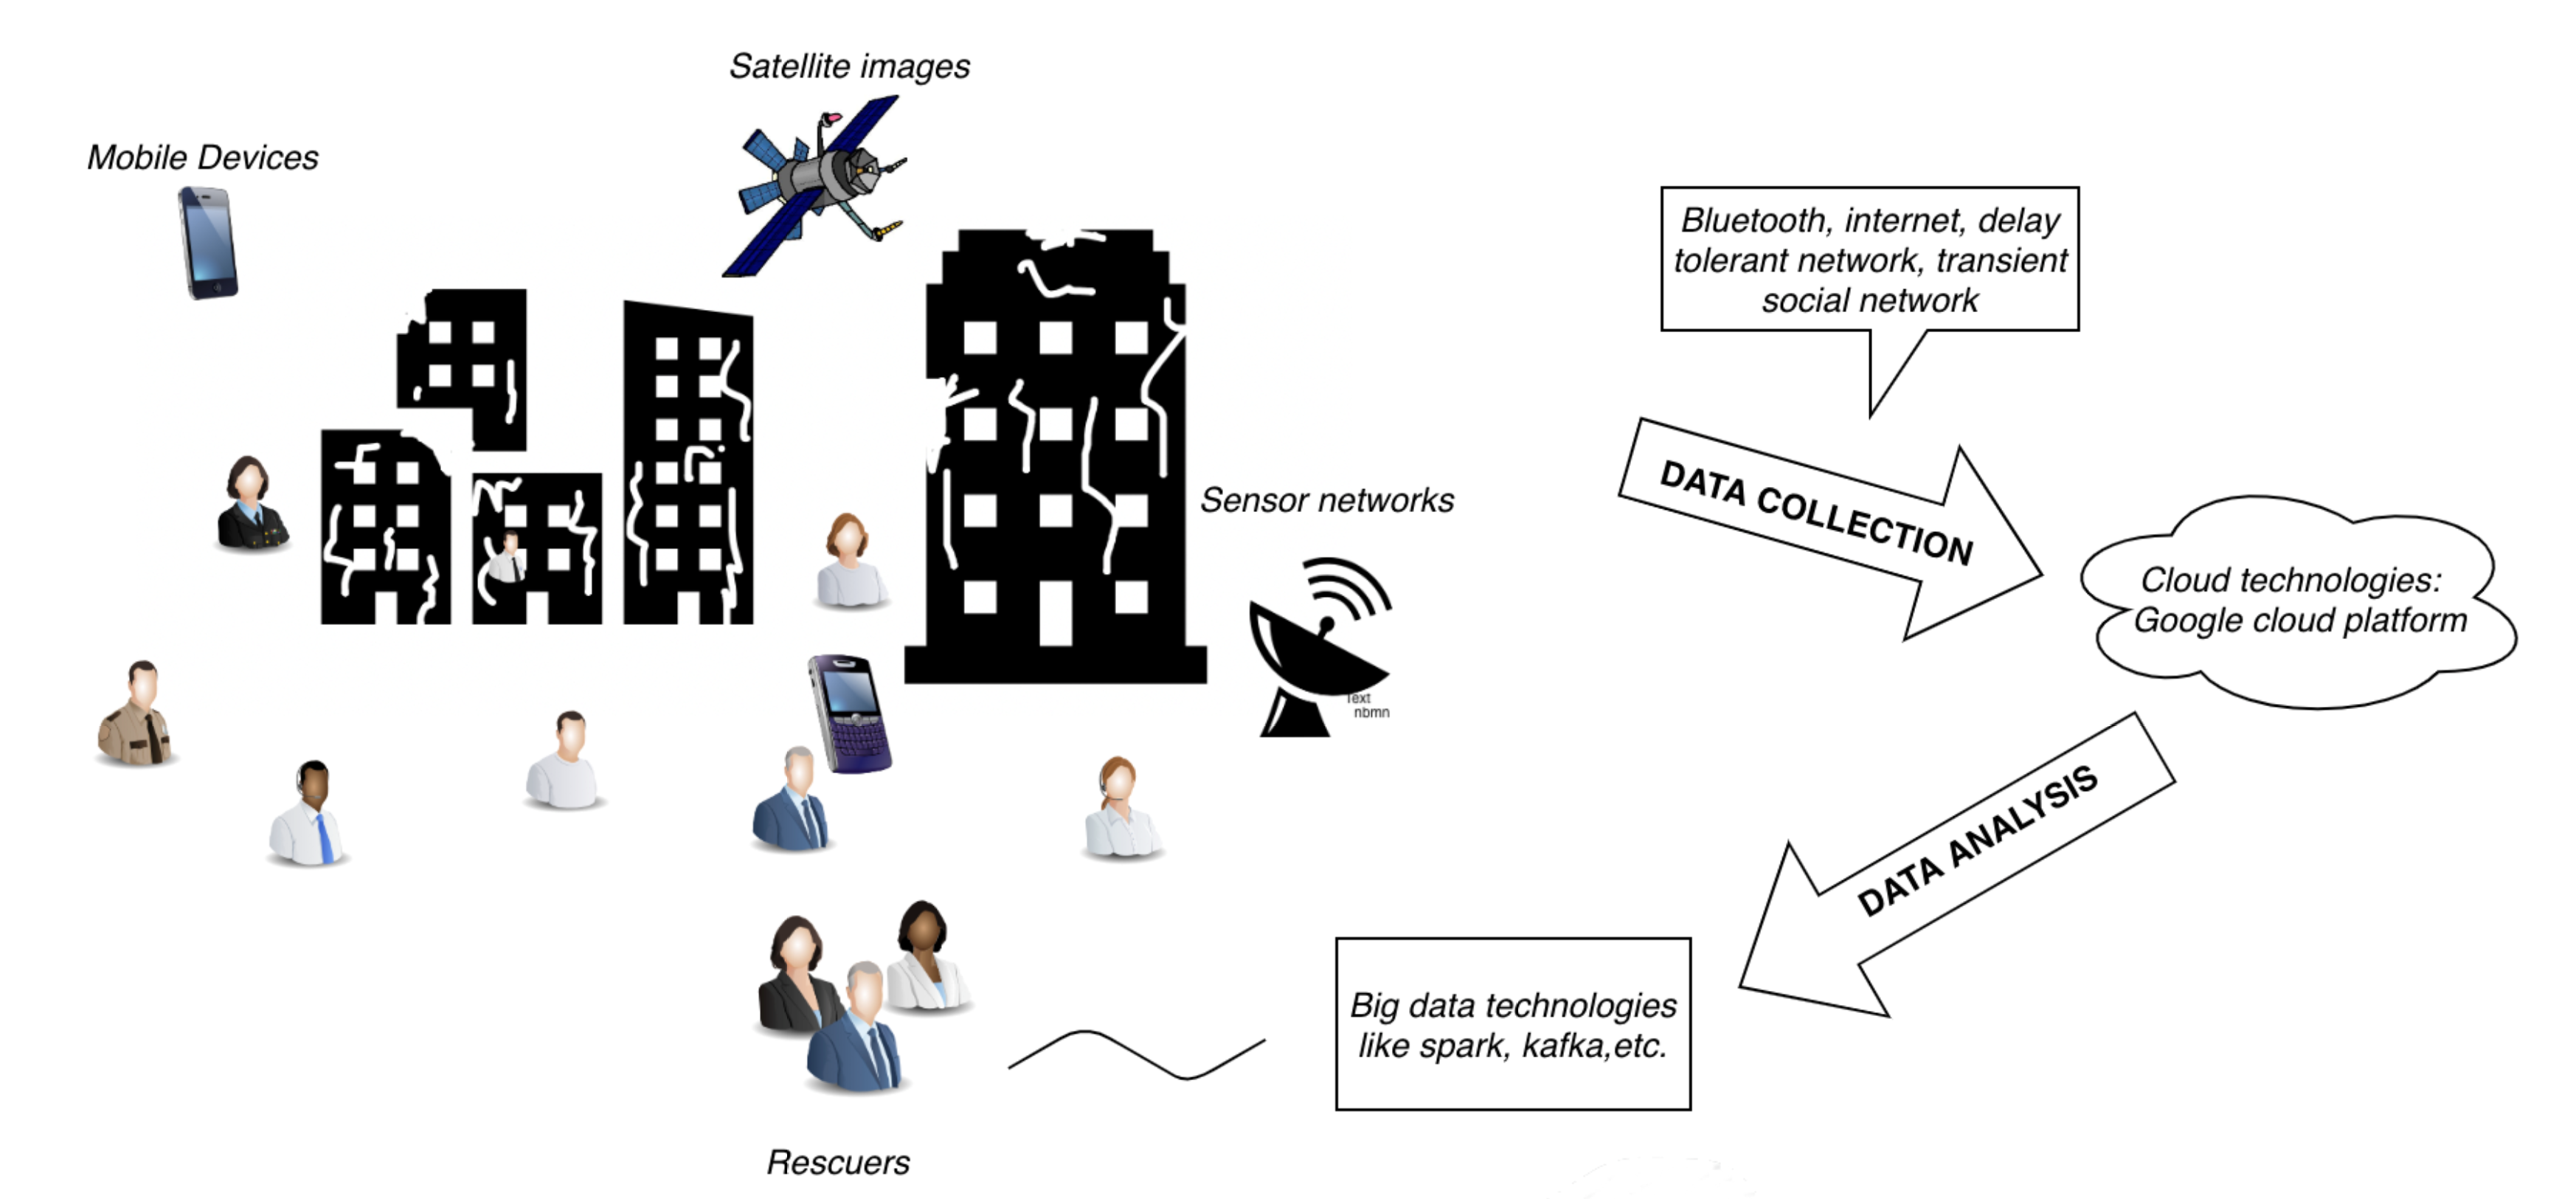 Satellite images
Mobile Devices
Bluetooth, internet, delay
tolerant network, transient
social network
DATA COLLECTION
Sensor networks
Cloud technologies:
Google cloud platform
Text
nbmn
DATA ANALYSIS
Big data technologies
like spark, kafka,etc.
Rescuers